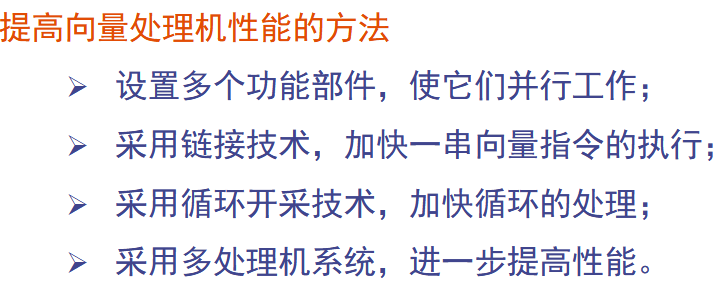 提高向量处理机性能的方法
➢ 设置多个功能部件，使它们并行工作；
➢ 采用链接技术，加快一串向量指令的执行；
➢ 采用循环开采技术，加快循环的处理；
➢ 采用多处理机系统，进一步提高性能。